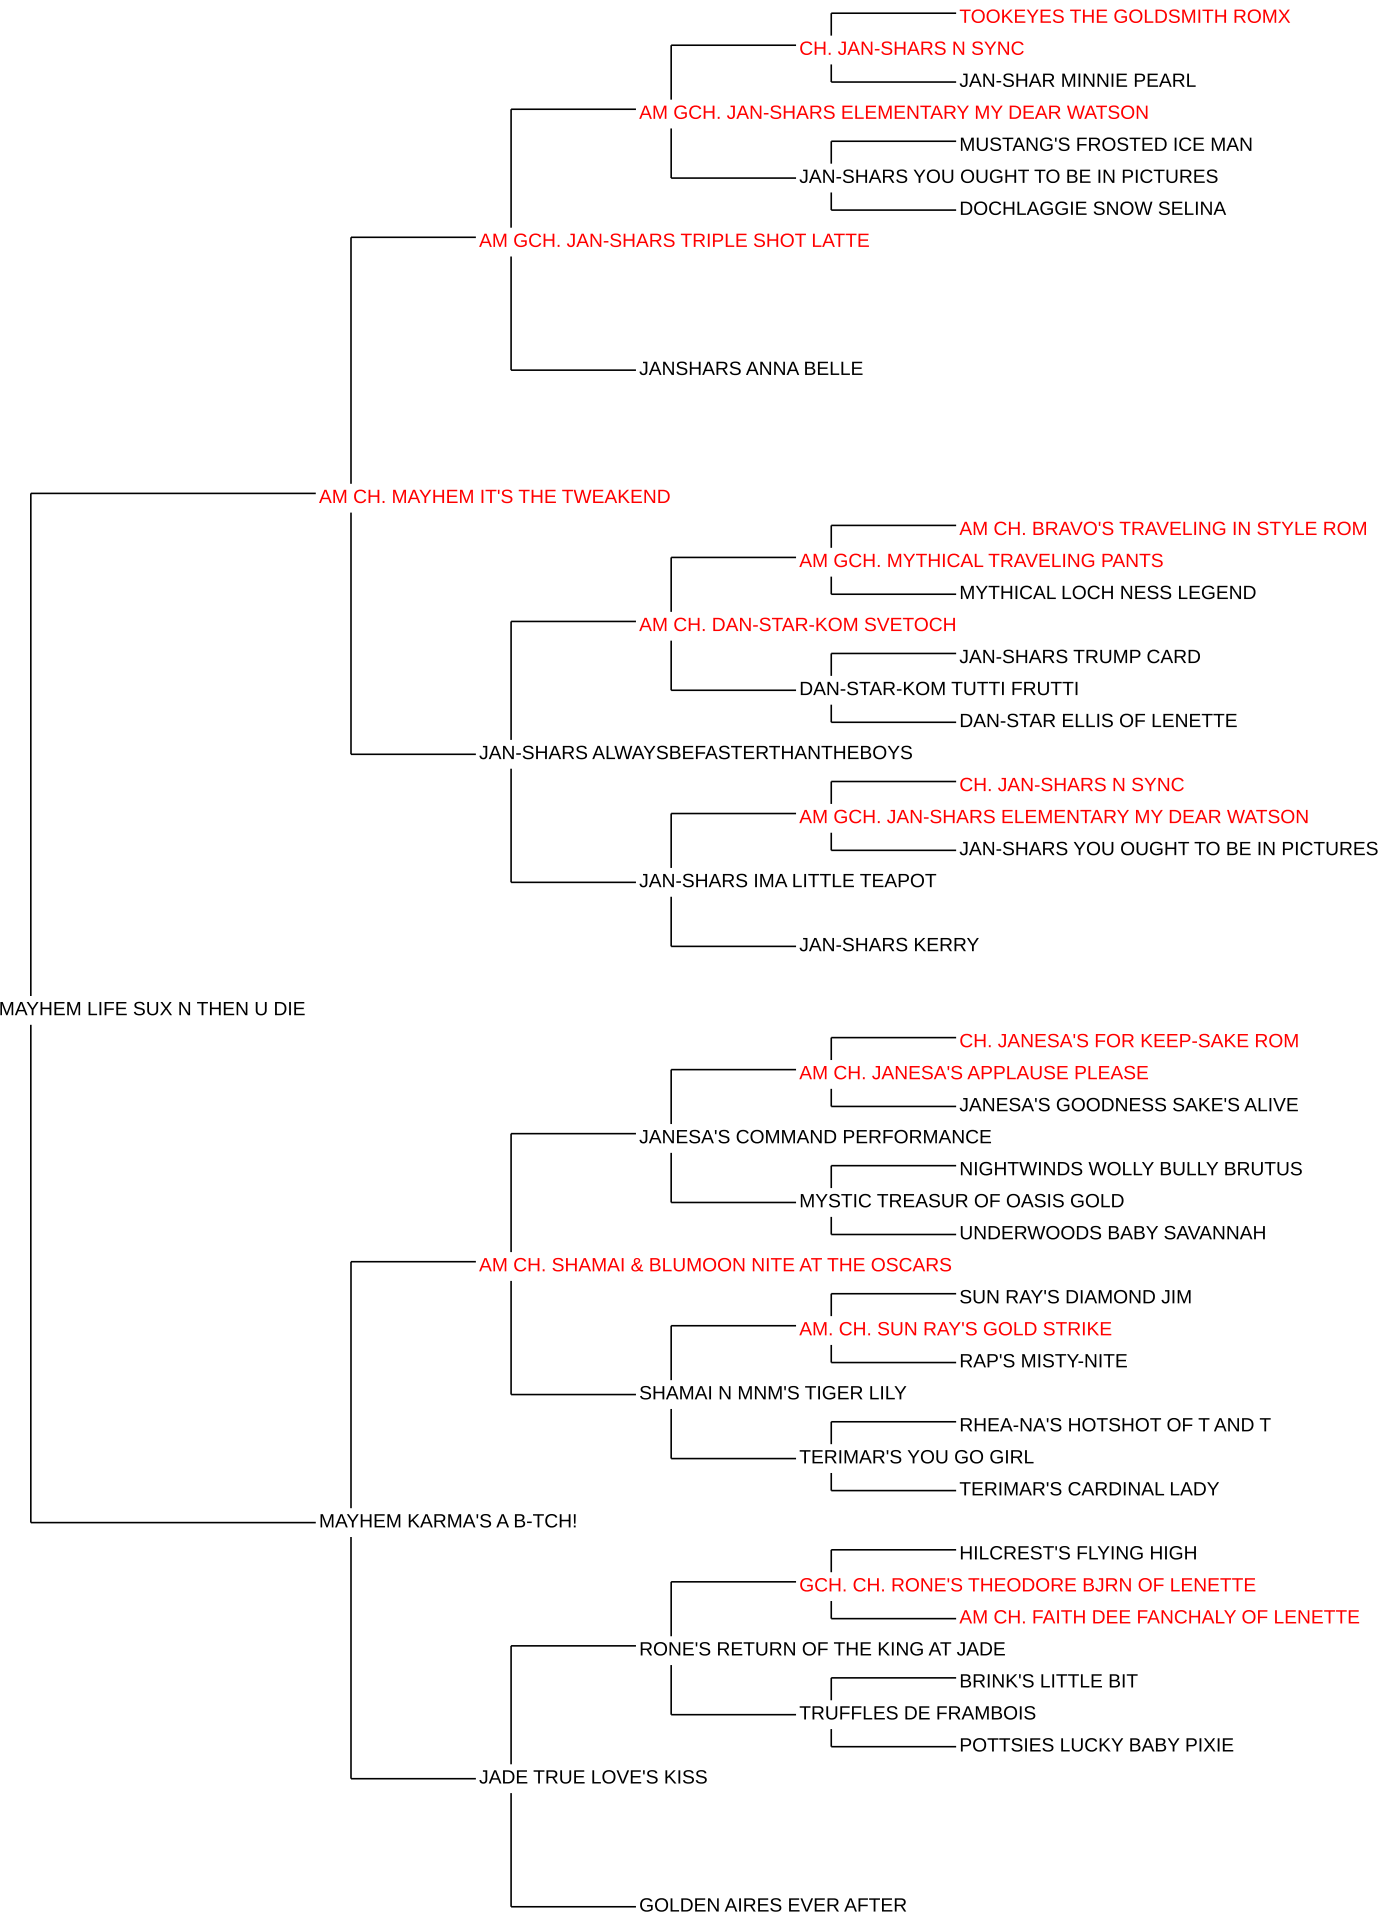 TOOKEYES THE GOLDSMITH ROMX
CH. JAN-SHARS N SYNC
JAN-SHAR MINNIE PEARL
AM GCH. JAN-SHARS ELEMENTARY MY DEAR WATSON
MUSTANG'S FROSTED ICE MAN
JAN-SHARS YOU OUGHT TO BE IN PICTURES
DOCHLAGGIE SNOW SELINA
AM GCH. JAN-SHARS TRIPLE SHOT LATTE
JANSHARS ANNA BELLE
AM CH. MAYHEM IT'S THE TWEAKEND
AM CH. BRAVO'S TRAVELING IN STYLE ROM
AM GCH. MYTHICAL TRAVELING PANTS
MYTHICAL LOCH NESS LEGEND
AM CH. DAN-STAR-KOM SVETOCH
JAN-SHARS TRUMP CARD
DAN-STAR-KOM TUTTI FRUTTI
DAN-STAR ELLIS OF LENETTE
JAN-SHARS ALWAYSBEFASTERTHANTHEBOYS
CH. JAN-SHARS N SYNC
AM GCH. JAN-SHARS ELEMENTARY MY DEAR WATSON
JAN-SHARS YOU OUGHT TO BE IN PICTURES
JAN-SHARS IMA LITTLE TEAPOT
JAN-SHARS KERRY
MAYHEM LIFE SUX N THEN U DIE
CH. JANESA'S FOR KEEP-SAKE ROM
AM CH. JANESA'S APPLAUSE PLEASE
JANESA'S GOODNESS SAKE'S ALIVE
JANESA'S COMMAND PERFORMANCE
NIGHTWINDS WOLLY BULLY BRUTUS
MYSTIC TREASUR OF OASIS GOLD
UNDERWOODS BABY SAVANNAH
AM CH. SHAMAI & BLUMOON NITE AT THE OSCARS
SUN RAY'S DIAMOND JIM
AM. CH. SUN RAY'S GOLD STRIKE
RAP'S MISTY-NITE
SHAMAI N MNM'S TIGER LILY
RHEA-NA'S HOTSHOT OF T AND T
TERIMAR'S YOU GO GIRL
TERIMAR'S CARDINAL LADY
MAYHEM KARMA'S A B-TCH!
HILCREST'S FLYING HIGH
GCH. CH. RONE'S THEODORE BJRN OF LENETTE
AM CH. FAITH DEE FANCHALY OF LENETTE
RONE'S RETURN OF THE KING AT JADE
BRINK'S LITTLE BIT
TRUFFLES DE FRAMBOIS
POTTSIES LUCKY BABY PIXIE
JADE TRUE LOVE'S KISS
GOLDEN AIRES EVER AFTER